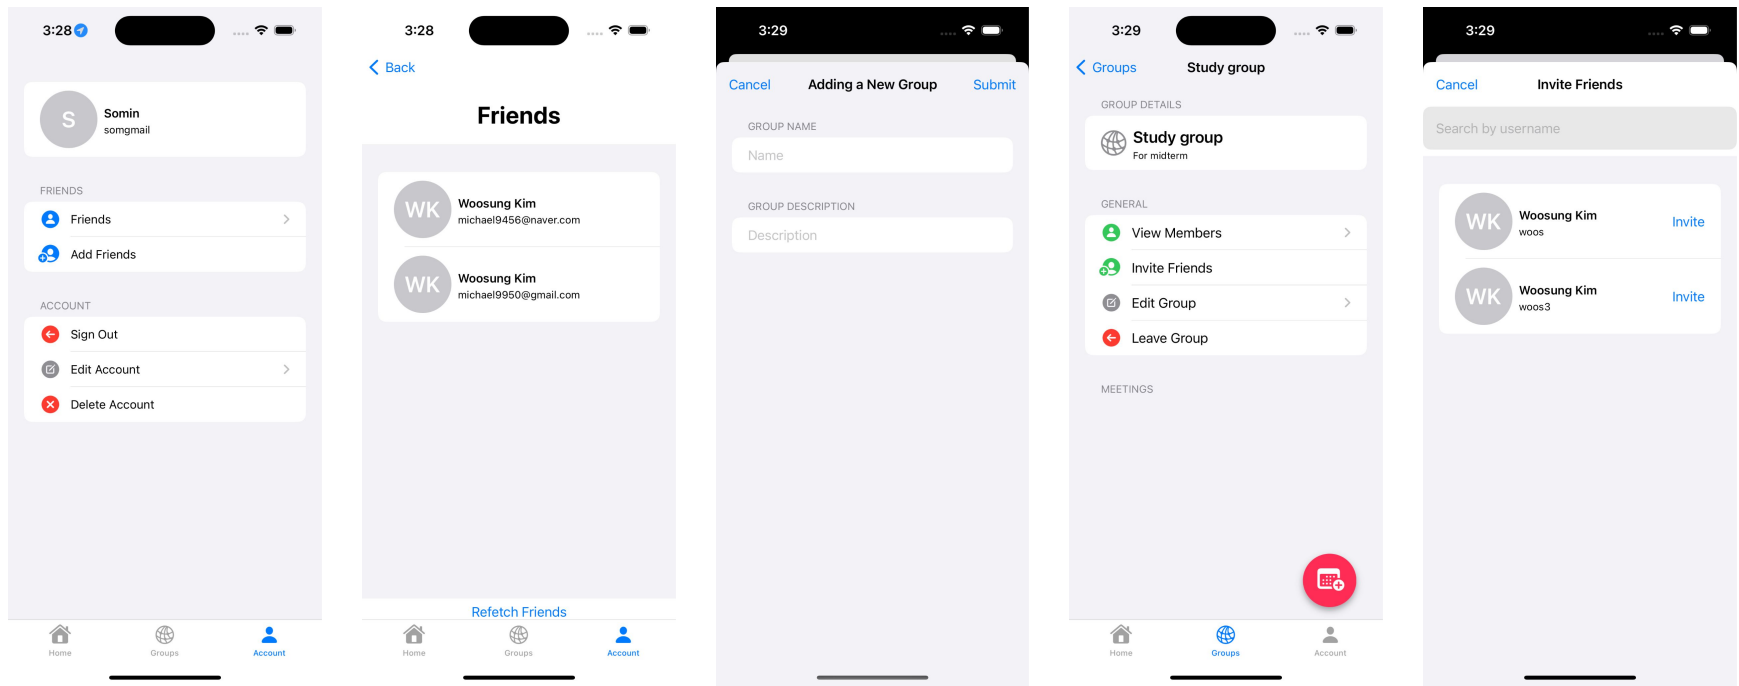 3:28
S
Somin
somgmail
FRIENDS
Friends
Add Friends
ACCOUNT
Sign Out
Edit Account
Delete Account
Home
Groups
Account
3:28
Back
Friends
WK
Woosung Kim
michael9456@naver.com
WK
Woosung Kim
michael9950@gmail.com
Refetch Friends
Home
Groups
Account
3:29
Cancel
Adding a New Group
Submit
GROUP NAME
Name
GROUP DESCRIPTION
Description
3:29
Groups
Study group
GROUP DETAILS
Study group
For midterm
GENERAL
View Members
Invite Friends
Edit Group
Leave Group
MEETINGS
Home
Groups
Account
3:29
Cancel
Invite Friends
Search by username
WK
Woosung Kim
woos
Invite
WK
Woosung Kim
woos3
Invite